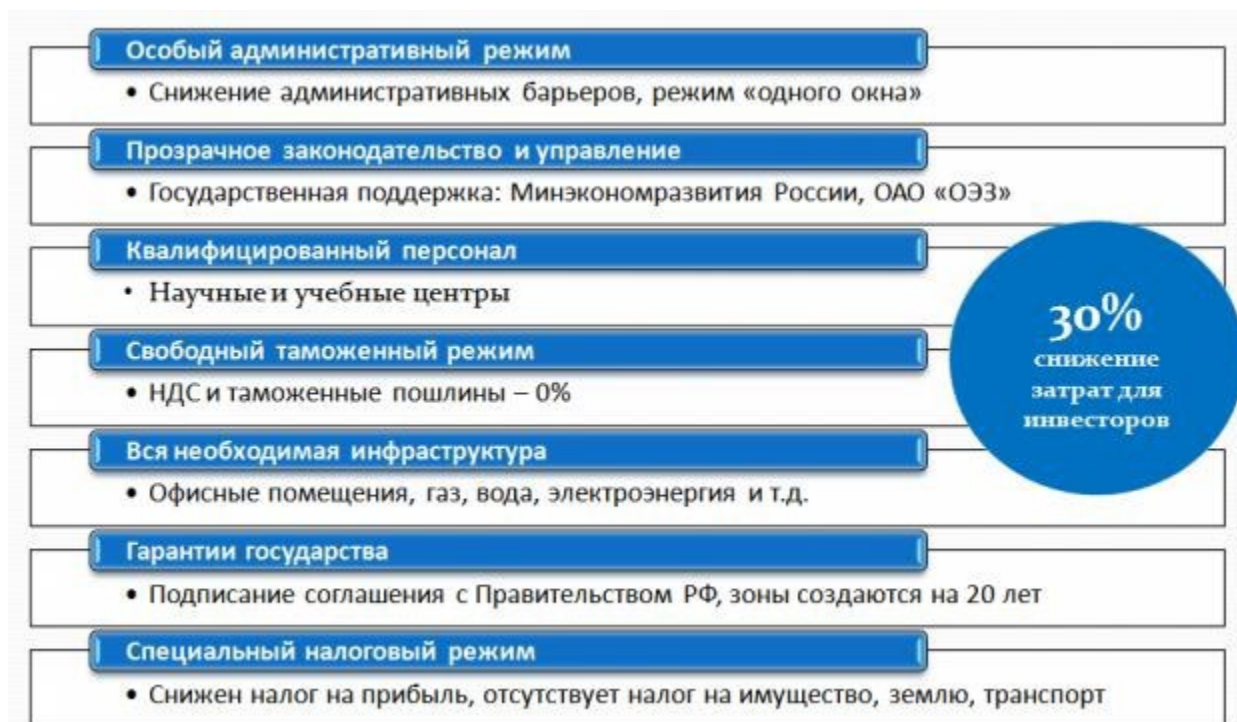 Особый административный режим
• Снижение административных барьеров, режим «одного окна»
Прозрачное законодательство и управление
• Государственная поддержка: Минэкономразвития России, ОАО «ОЭЗ»
Квалифицированный персонал
• Научные и учебные центры
Свободный таможенный режим
• НДС и таможенные пошлины – 0%
Вся необходимая инфраструктура
• Офисные помещения, газ, вода, электроэнергия и т.д.
Гарантии государства
• Подписание соглашения с Правительством РФ, зоны создаются на 20 лет
Специальный налоговый режим
• Снижен налог на прибыль, отсутствует налог на имущество, землю, транспорт
30%
снижение
затрат для
инвесторов